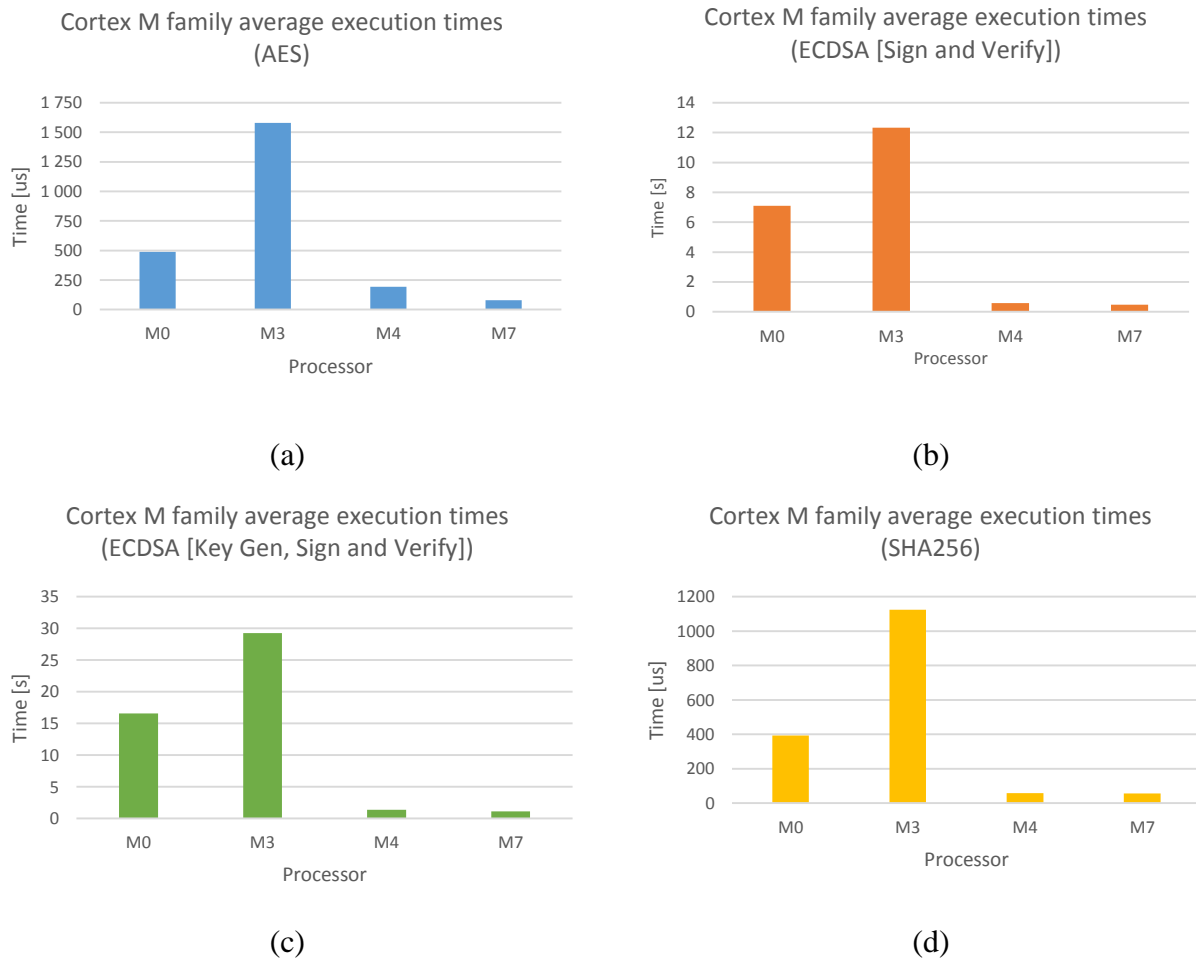 Cortex M family average execution times
(AES)
1 750
1 500
1 250
1 000
750
500
250
0
Time [us]
M0 M3 M4 M7
Processor
(a)
Cortex M family average execution times
(ECDSA [Sign and Verify])
14
12
10
8
6
4
2
0
Time [s]
M0 M3 M4 M7
Processor
(b)
Cortex M family average execution times
(ECDSA [Key Gen, Sign and Verify])
35
30
25
20
15
10
5
0
Time [s]
M0 M3 M4 M7
Processor
(c)
Cortex M family average execution times
(SHA256)
1200
1000
800
600
400
200
0
Time [us]
M0 M3 M4 M7
Processor
(d)